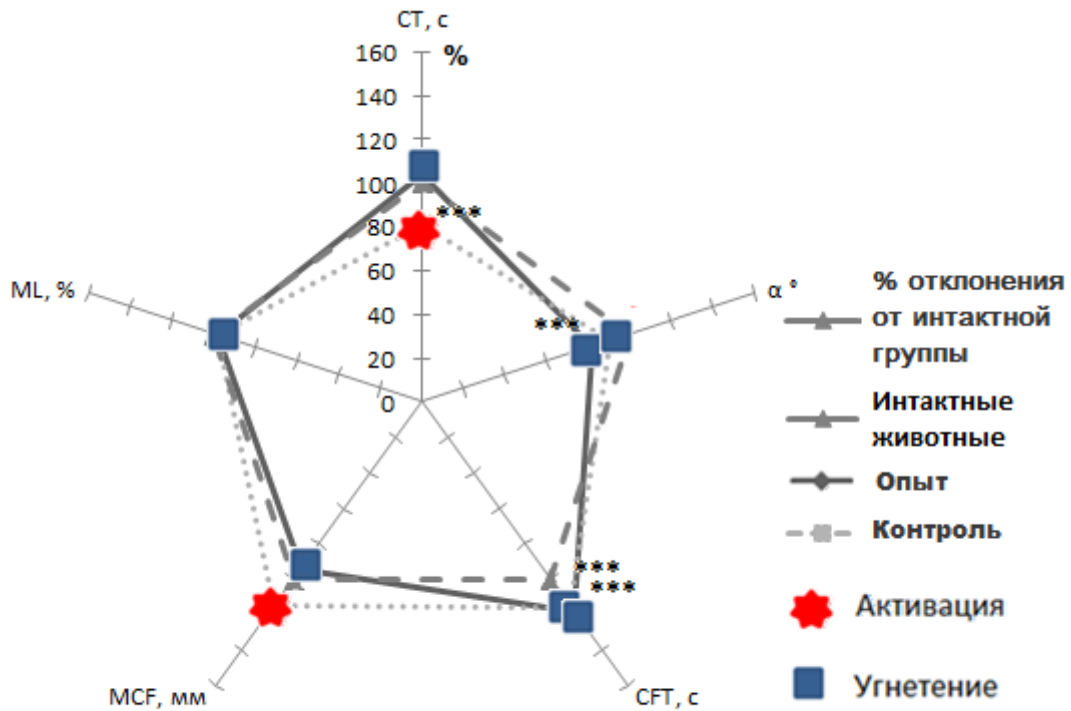 CT, с
160 %
140
120
100
80
60
40
20
0
***
α °
***
ML, %
***
***
MCF, мм
CFT, с
% отклонения
от интактной
группы
Интактные
животные
Опыт
Контроль
Активация
Угнетение